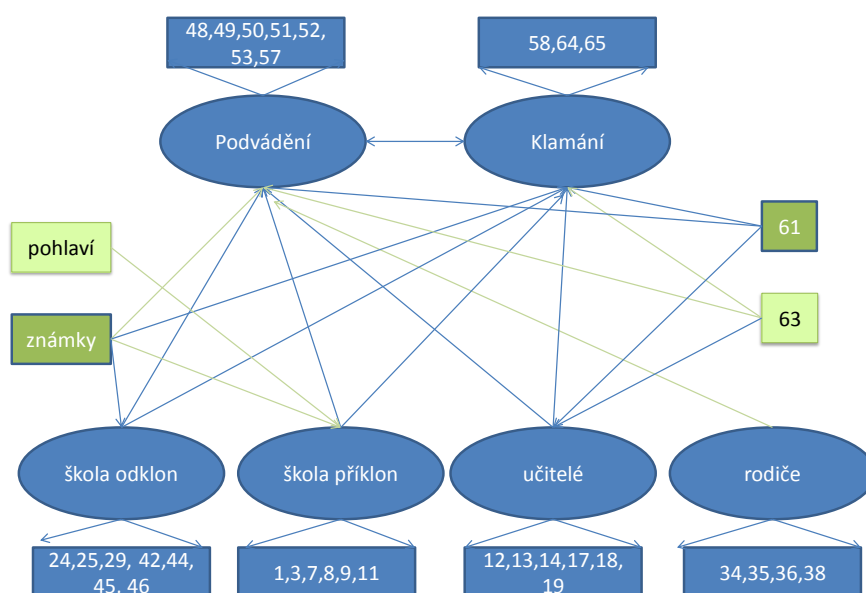 48,49,50,51,52,
53,57
58,64,65
Podvádění
Klamání
61
pohlaví
63
známky
škola odklon
škola příklon
učitelé
rodiče
24,25,29, 42,44,
45, 46
1,3,7,8,9,11
12,13,14,17,18,
19
34,35,36,38